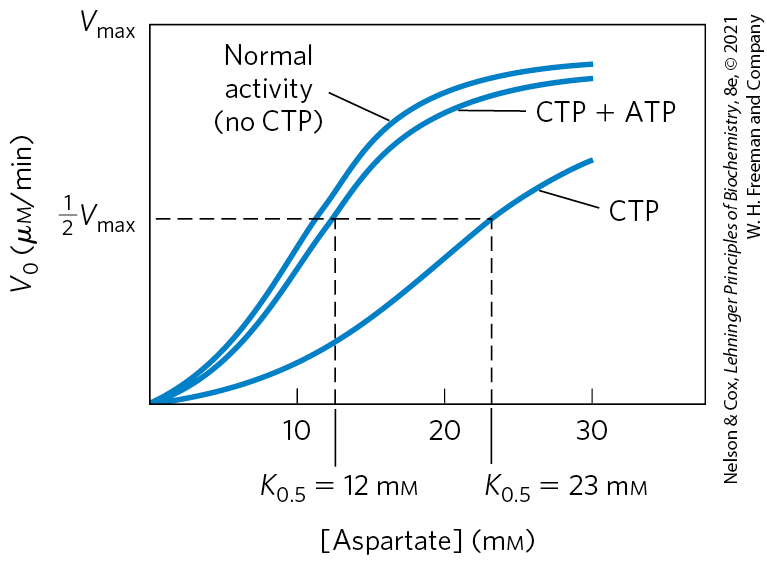 Vmax
Normal
activity
(no CTP)
CTP + ATP
½Vmax
CTP
V0 (μM/min)
10
20
30
K0.5 = 12 mM
K0.5 = 23 mM
[Aspartate] (mM)
Nelson & Cox, Lehninger Principles of Biochemistry, 8e, © 2021
W. H. Freeman and Company